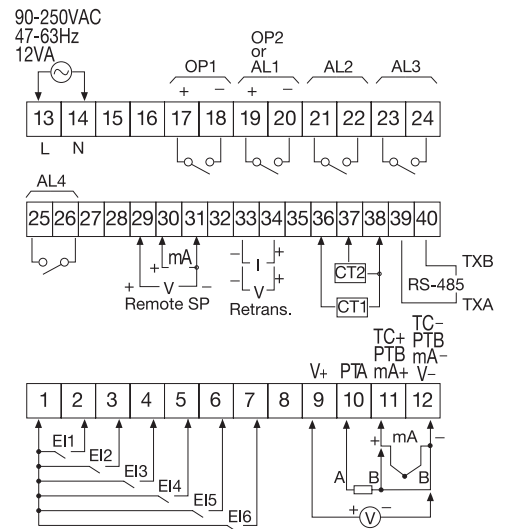 90-250VAC
47-63Hz
12VA
OP2
or
OP1 AL1 AL2 AL3
+ − + −
13 14 15 16 17 18 19 20 21 22 23 24
L N
AL4
25 26 27 28 29 30 31 32 33 34 35 36 37 38 39 40
+ mA −
+ V −
Remote SP
− I +
− V +
Retrans.
CT2
CT1
TXB
RS-485
TXA
V+
PTA
TC+
PTB
mA+
TC−
PTB
mA−
V−
1 2 3 4 5 6 7 8 9 10 11 12
EI1
EI2
EI3
EI4
EI5
EI6
+ mA −
A B B
+ V −